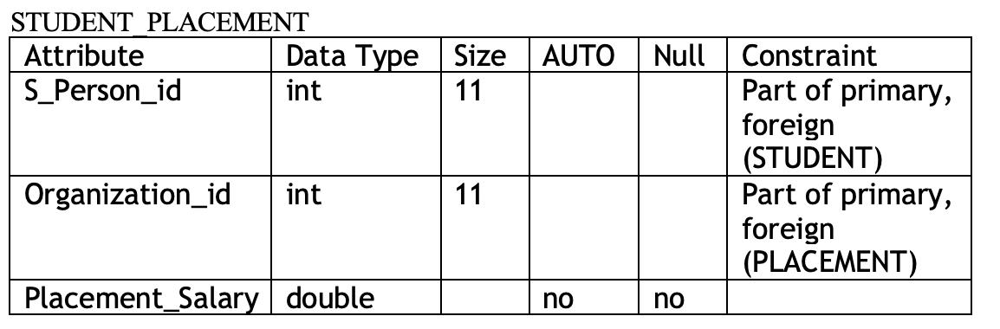 STUDENT_PLACEMENT
Attribute Data Type Size AUTO Null Constraint
S_Person_id int 11 Part of primary,
foreign
(STUDENT)
Organization_id int 11 Part of primary,
foreign
(PLACEMENT)
Placement_Salary double no no